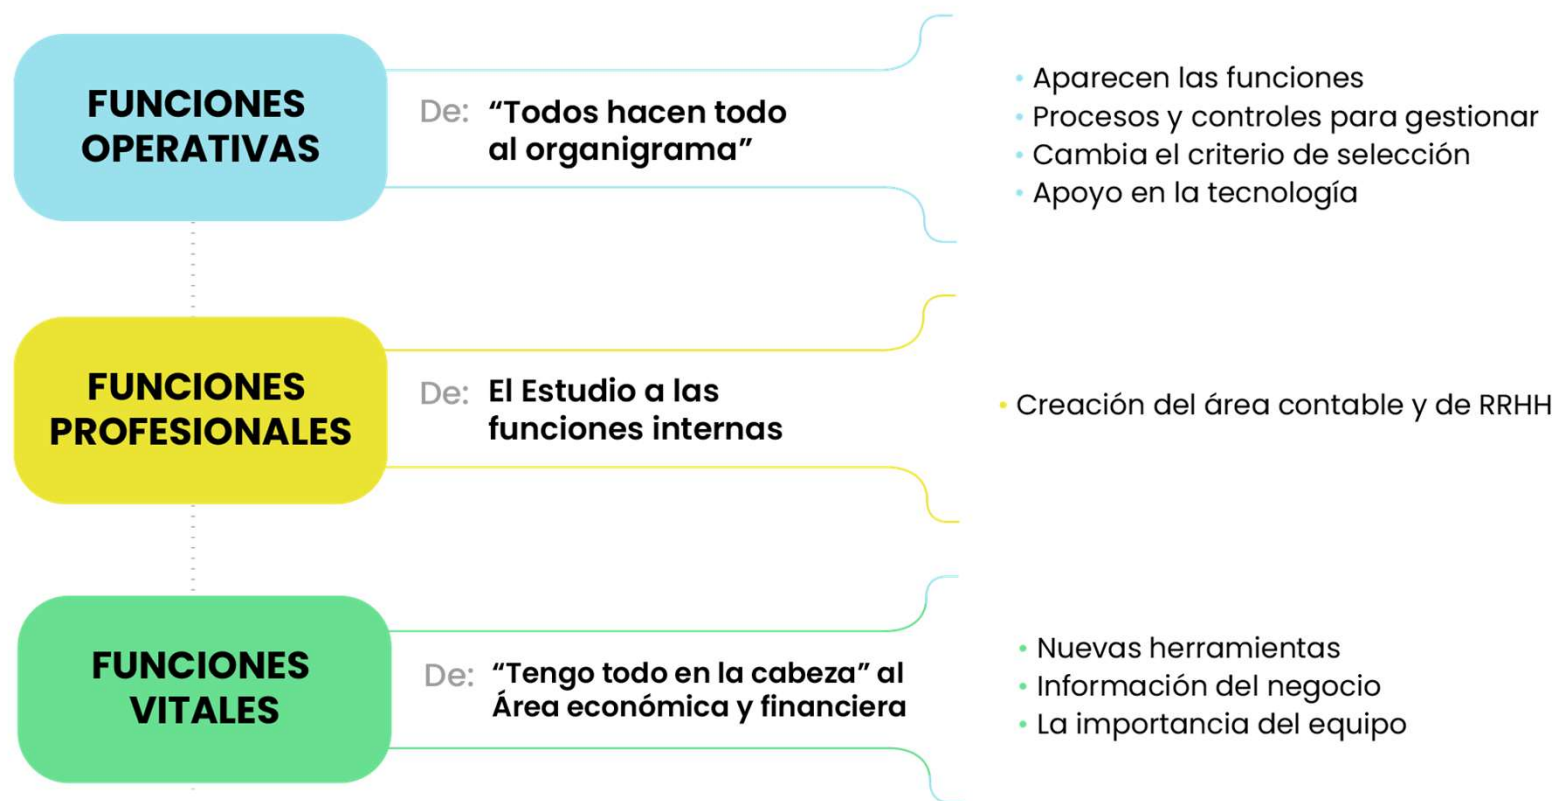 FUNCIONES
OPERATIVAS
De: “Todos hacen todo
al organigrama”
• Aparecen las funciones
• Procesos y controles para gestionar
• Cambia el criterio de selección
• Apoyo en la tecnología
FUNCIONES
PROFESIONALES
De: El Estudio a las
funciones internas
• Creación del área contable y de RRHH
FUNCIONES
VITALES
De: “Tengo todo en la cabeza” al
Área económica y financiera
• Nuevas herramientas
• Información del negocio
• La importancia del equipo